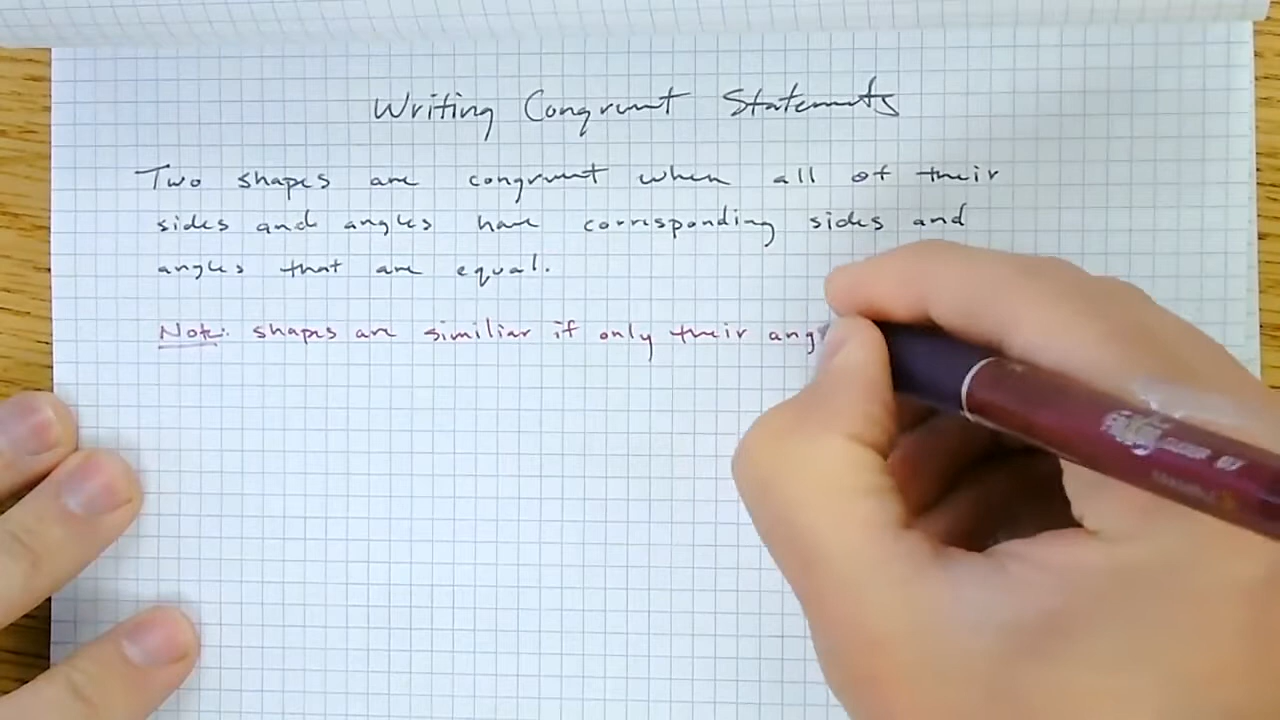 Writing Congruent Statements
Two shapes are congruent when all of their
sides and angles have corresponding sides and
angles that are equal.
Note: shapes are similiar if only their ang